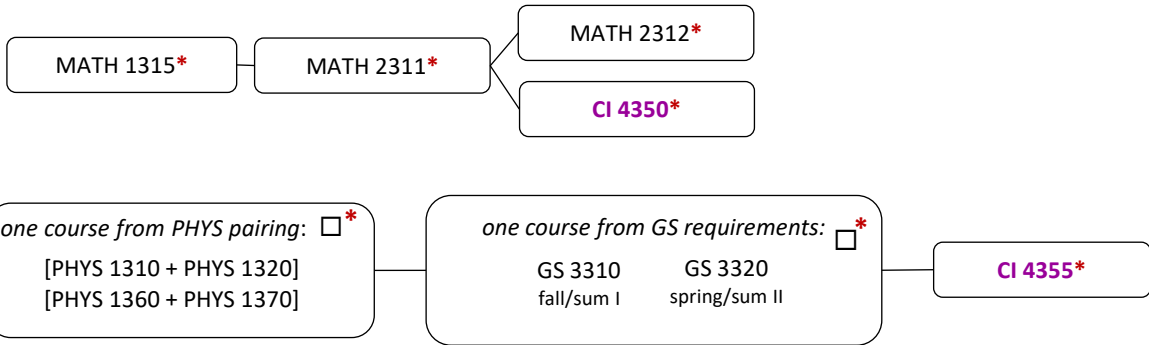 MATH 2312*
MATH 1315*
MATH 2311*
CI 4350*
one course from PHYS pairing: ☐*
[PHYS 1310 + PHYS 1320]
[PHYS 1360 + PHYS 1370]
one course from GS requirements: ☐*
GS 3310 GS 3320
fall/sum I spring/sum II
CI 4355*